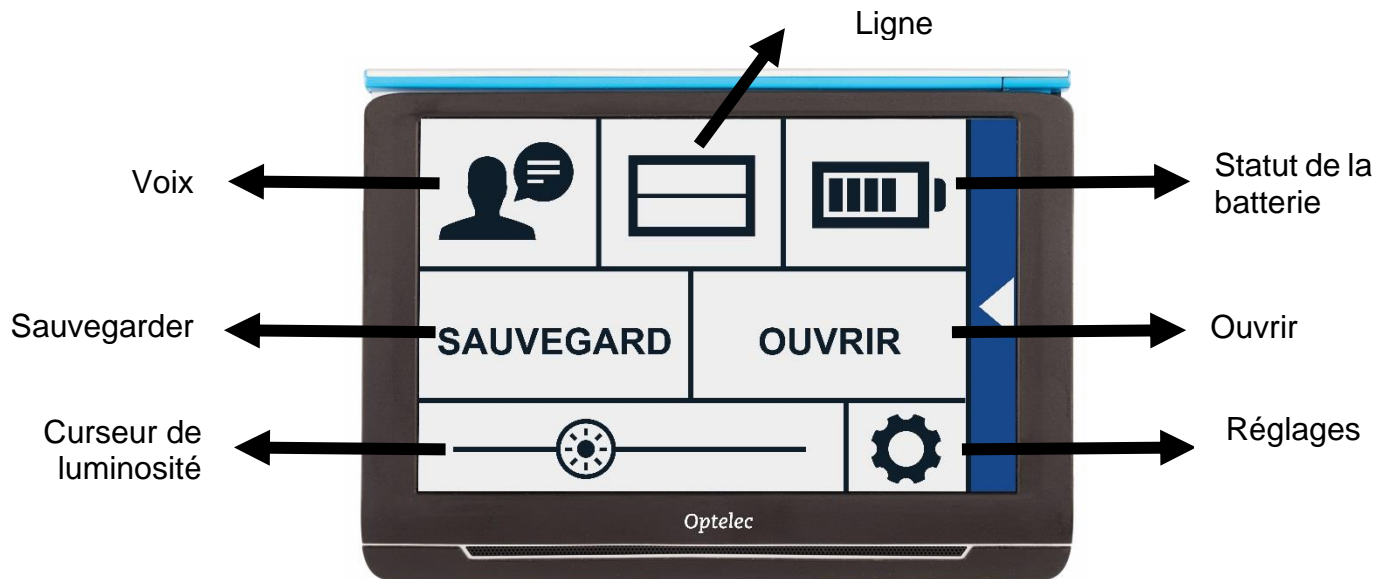 Ligne
Voix
Statut de la
batterie
Sauvegarder
SAUVEGARD
OUVRIR
Ouvrir
Curseur de
luminosité
Réglages
Optelec